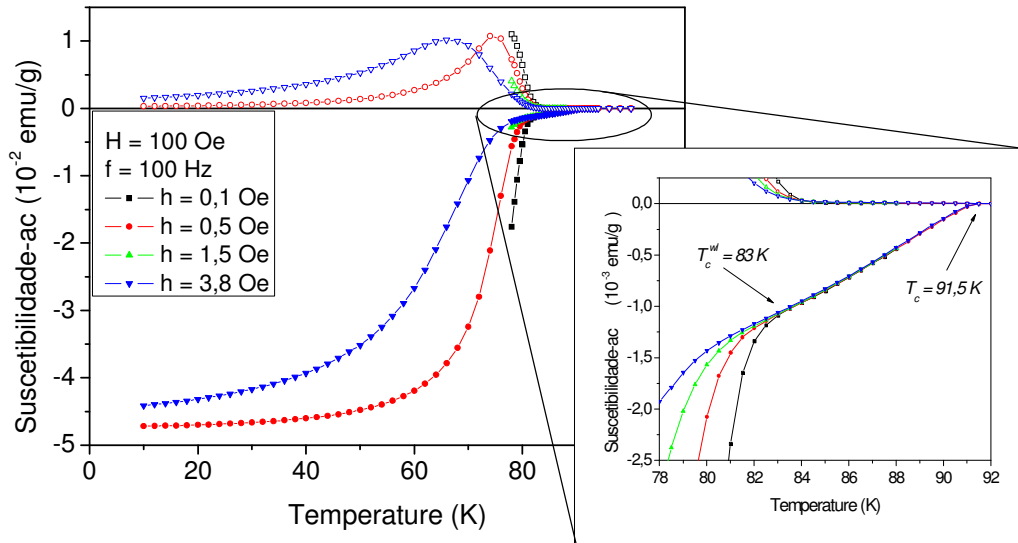 Suscetibilidade-ac (10⁻² emu/g)
1
0
-1
-2
-3
-4
-5
H = 100 Oe
f = 100 Hz
h = 0,1 Oe
h = 0,5 Oe
h = 1,5 Oe
h = 3,8 Oe
0 20 40 60 80
Temperature (K)
Suscetibilidade-ac (10⁻³ emu/g)
0,0
-0,5
-1,0
-1,5
-2,0
-2,5
T_c^wl = 83 K
T_c = 91,5 K
78 80 82 84 86 88 90 92
Temperature (K)